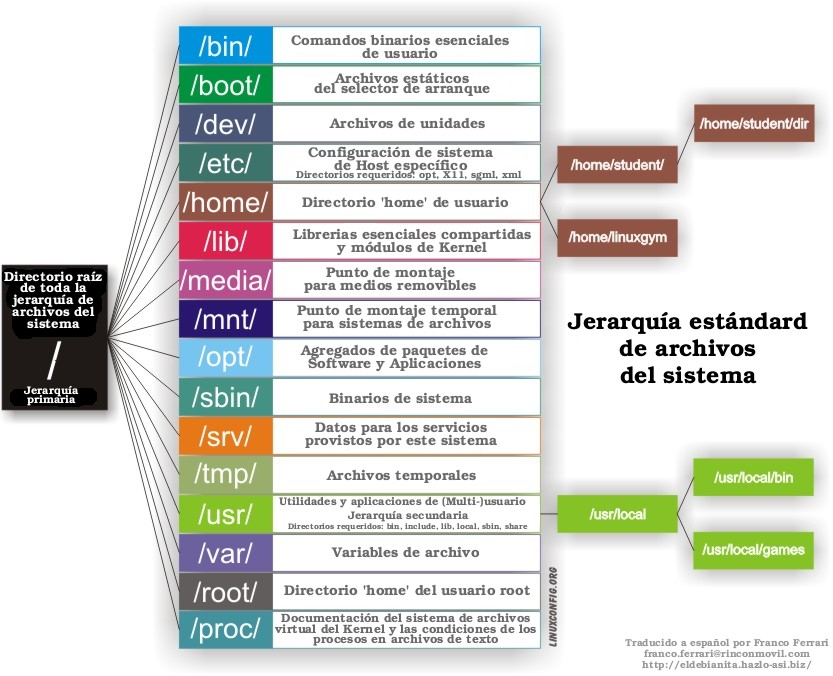 Directorio raíz
de toda la
jerarquía de
archivos del
sistema
/
Jerarquía
primaria
/bin/
Comandos binarios esenciales
de usuario
/boot/
Archivos estáticos
del selector de arranque
/dev/
Archivos de unidades
/etc/
Configuración de sistema
de Host específico
Directorios requeridos: opt, X11, sgml, xml
/home/
Directorio 'home' de usuario
/lib/
Librerias esenciales compartidas
y módulos de Kernel
/media/
Punto de montaje
para medios removibles
/mnt/
Punto de montaje temporal
para sistemas de archivos
/opt/
Agregados de paquetes de
Software y Aplicaciones
/sbin/
Binarios de sistema
/srv/
Datos para los servicios
provistos por este sistema
/tmp/
Archivos temporales
/usr/
Utilidades y aplicaciones de (Multi-)usuario
Jerarquía secundaria
Directorios requeridos: bin, include, lib, local, sbin, share
/var/
Variables de archivo
/root/
Directorio 'home' del usuario root
/proc/
Documentación del sistema de archivos
virtual del Kernel y las condiciones de los
procesos en archivos de texto
/home/student/
/home/student/dir
/home/linuxgym
Jerarquía estándard
de archivos
del sistema
/usr/local
/usr/local/bin
/usr/local/games
LINUXCONFIG.ORG
Traducido a español por Franco Ferrari
franco.ferrari@rinconmovil.com
http://eldebianita.hazlo-asi.biz/